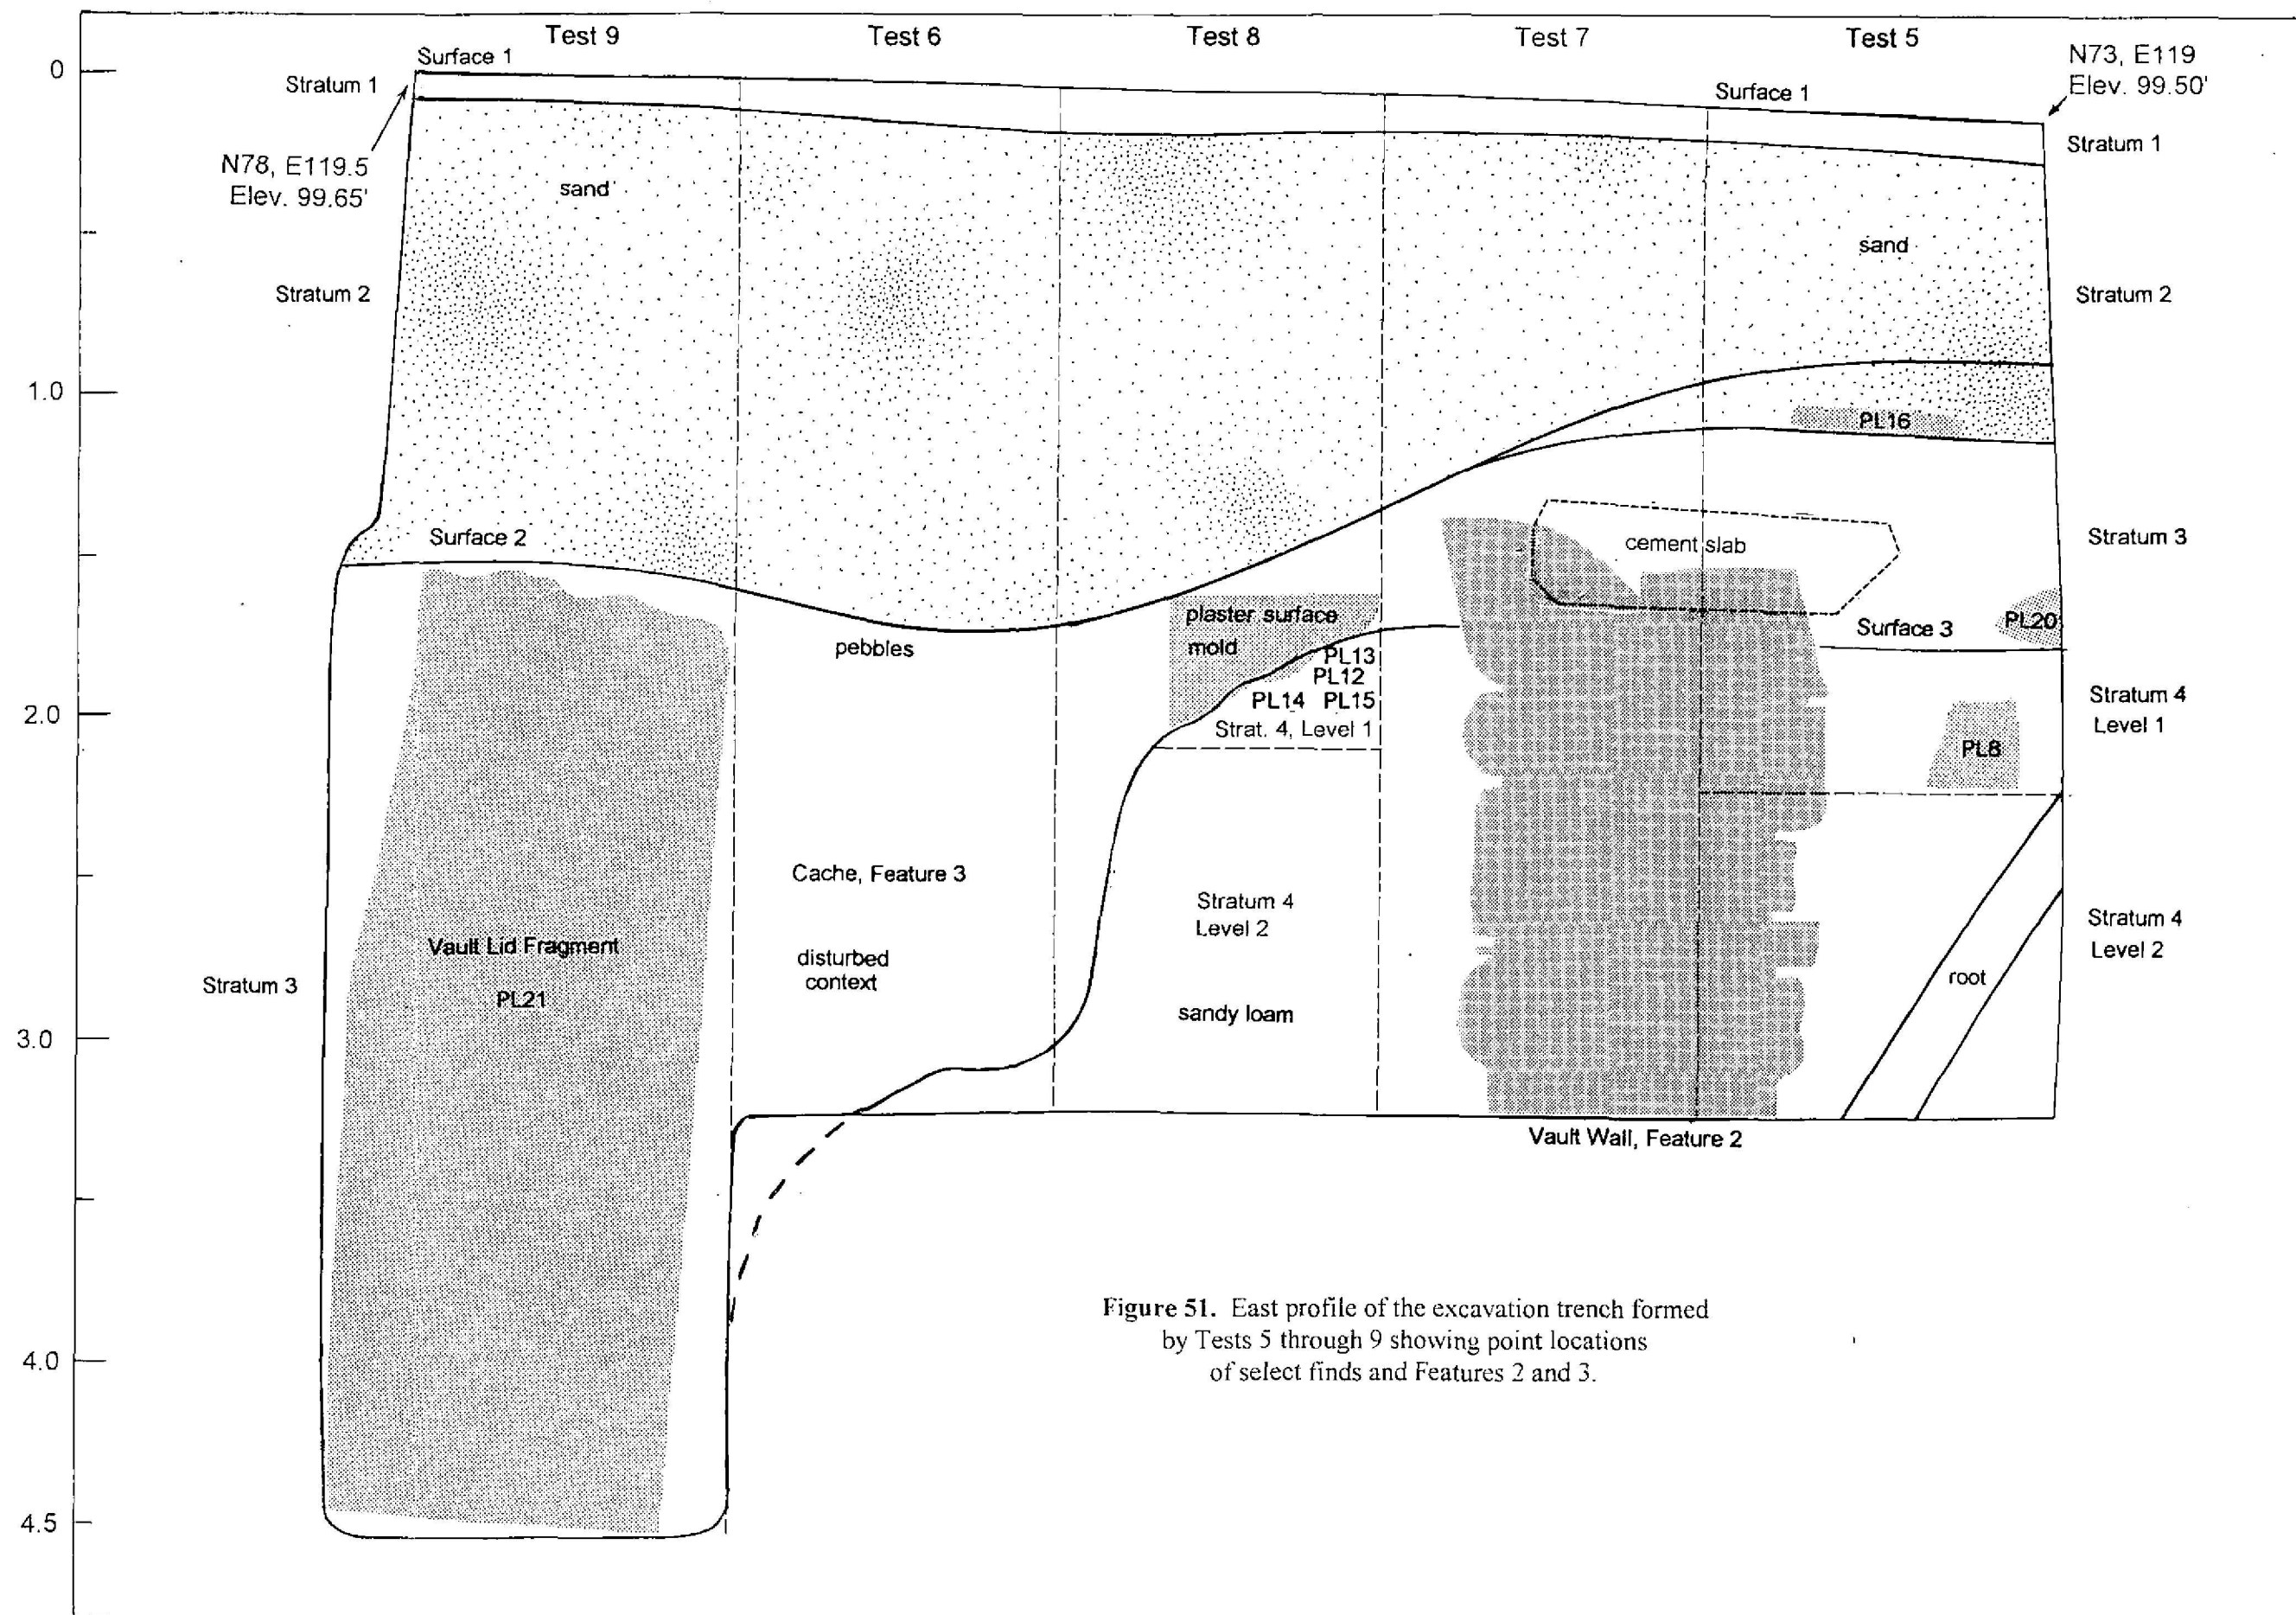 Test 9
Test 6
Test 8
Test 7
Test 5
0
Surface 1
Stratum 1
N78, E119.5
Elev. 99.65'
N73, E119
Elev. 99.50'
Surface 1
Stratum 1
sand
sand
Stratum 2
Stratum 2
1.0
PL16
Surface 2
cement slab
Stratum 3
plaster surface
mold
pebbles
PL13
PL12
PL14 PL15
Strat. 4, Level 1
Surface 3
PL20
2.0
Stratum 4
Level 1
PL8
Cache, Feature 3
disturbed
context
Stratum 4
Level 2
sandy loam
Stratum 4
Level 2
root
Vault Lid Fragment
PL21
Stratum 3
3.0
Vault Wall, Feature 2
4.0
4.5
Figure 51. East profile of the excavation trench formed
by Tests 5 through 9 showing point locations
of select finds and Features 2 and 3.